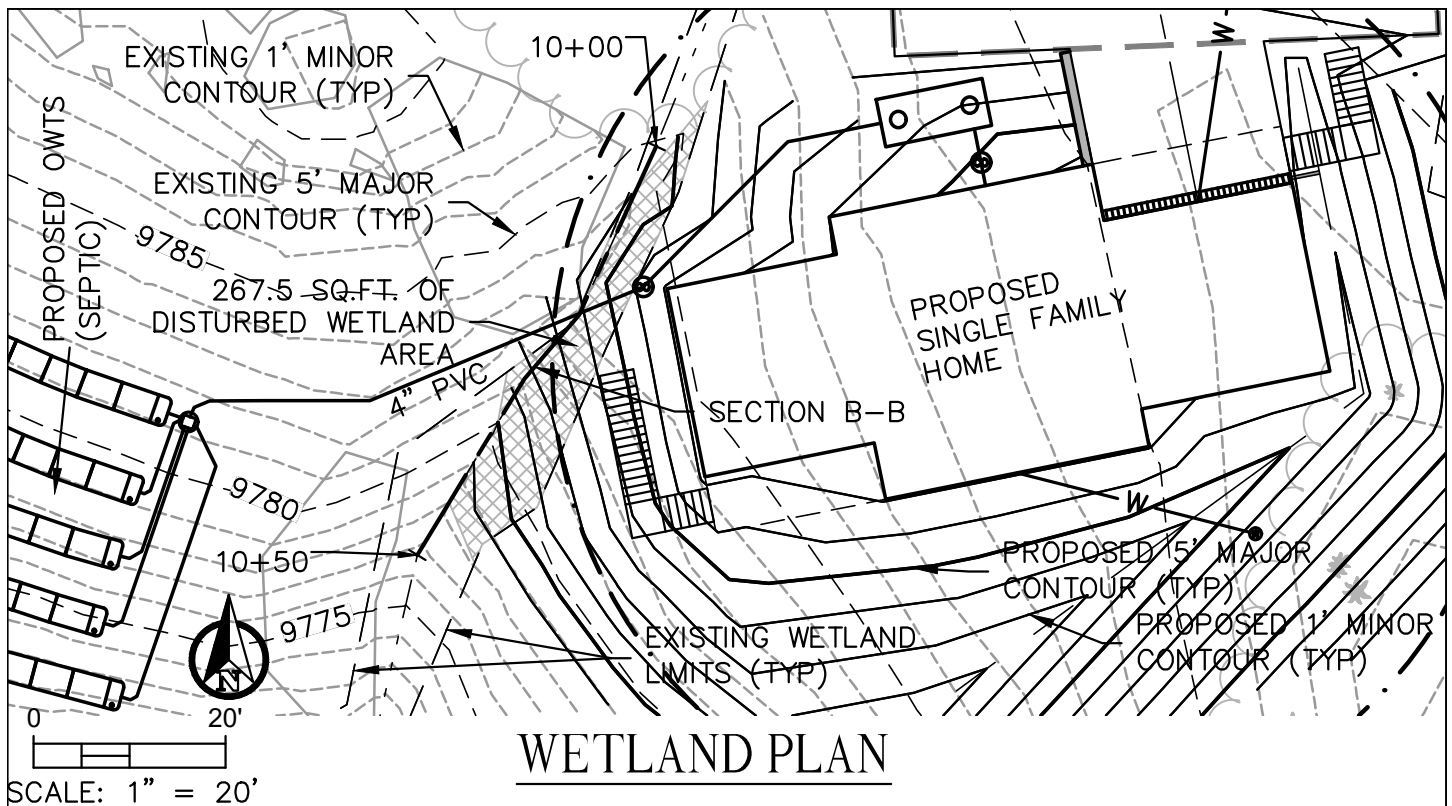 EXISTING 1' MINOR
CONTOUR (TYP)
10+00
W
PROPOSED OWTS
(SEPTIC)
EXISTING 5' MAJOR
CONTOUR (TYP)
9785
267.5 SQ.FT. OF
DISTURBED WETLAND
AREA
4" PVC
PROPOSED
SINGLE FAMILY
HOME
SECTION B-B
9780
W
10+50
PROPOSED 5' MAJOR
CONTOUR (TYP)
9775
EXISTING WETLAND
LIMITS (TYP)
PROPOSED 1' MINOR
CONTOUR (TYP)
N
0 20'
SCALE: 1" = 20'
WETLAND PLAN